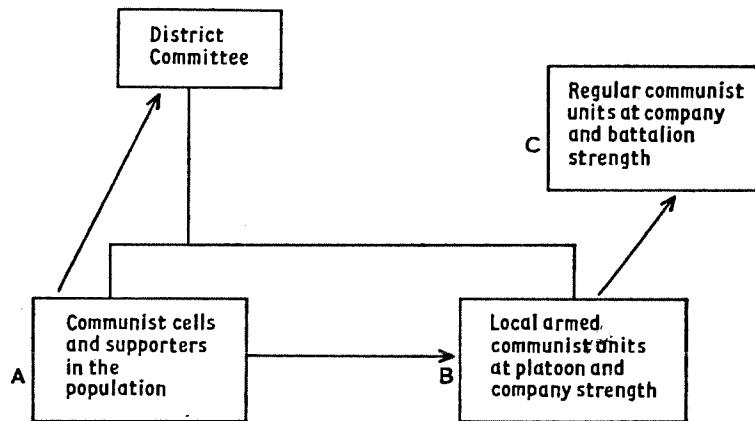 District
Committee
Regular communist
units at company
and battalion
strength
C
Communist cells
and supporters
in the
population
A
Local armed
communist units
at platoon and
company strength
B